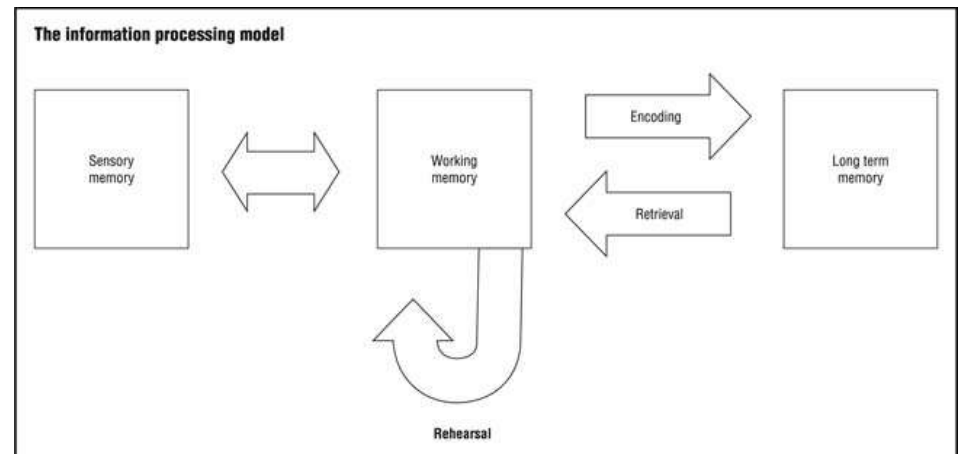 The information processing model
Sensory
memory
Working
memory
Encoding
Retrieval
Long term
memory
Rehearsal